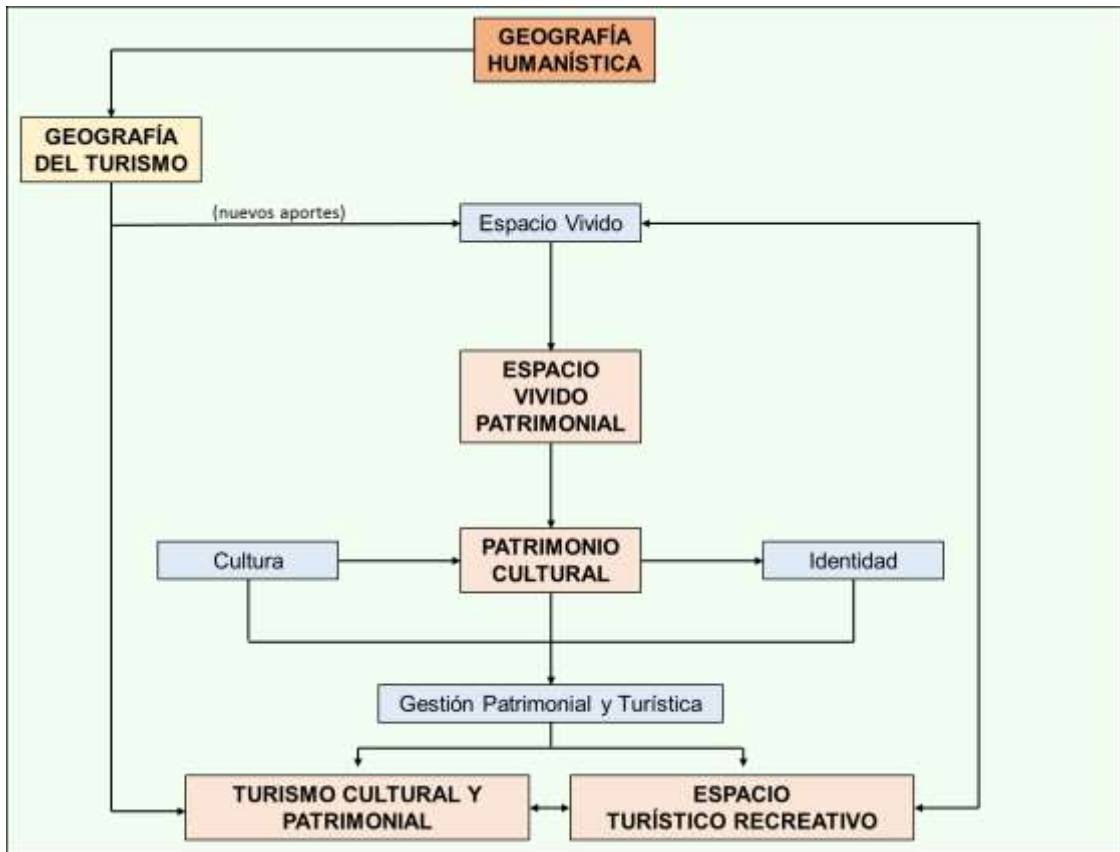 GEOGRAFÍA
HUMANÍSTICA
GEOGRAFÍA
DEL TURISMO
(nuevos aportes)
Espacio Vivido
ESPACIO
VIVIDO
PATRIMONIAL
Cultura
PATRIMONIO
CULTURAL
Identidad
Gestión Patrimonial y Turística
TURISMO CULTURAL Y
PATRIMONIAL
ESPACIO
TURÍSTICO RECREATIVO